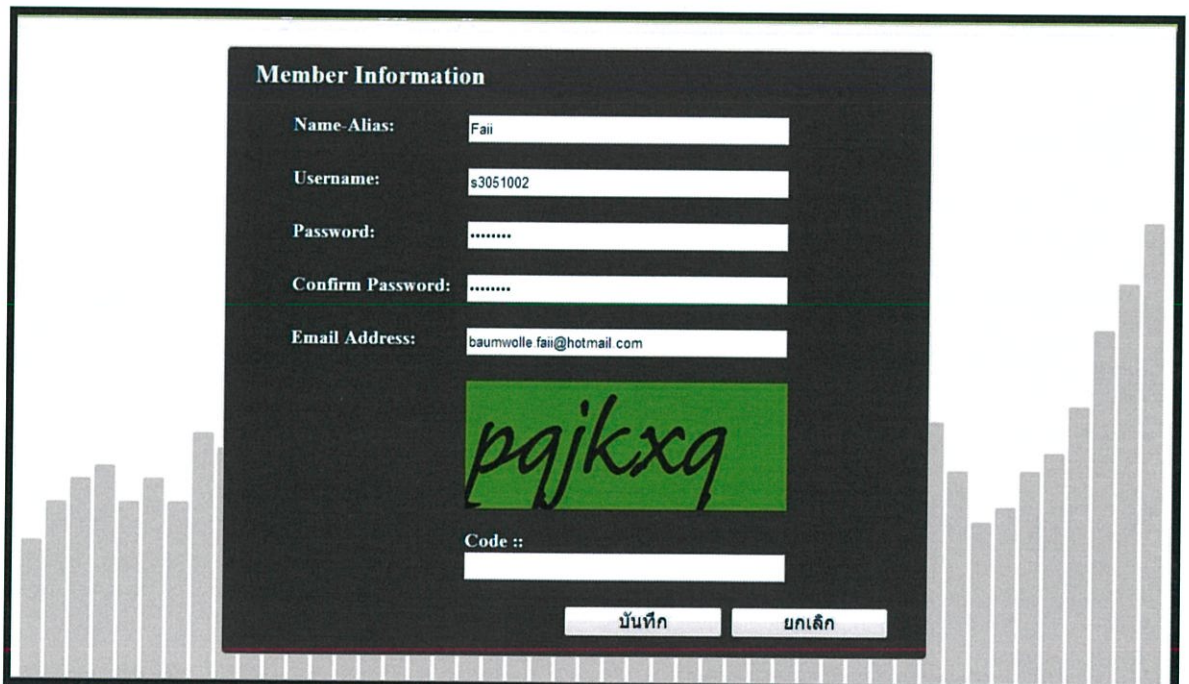 Member Information
Name-Alias: Faii
Username: s3051002
Password: ········
Confirm Password: ········
Email Address: baumwolle.faii@hotmail.com
pqjkxq
Code ::
บันทึก ยกเลิก